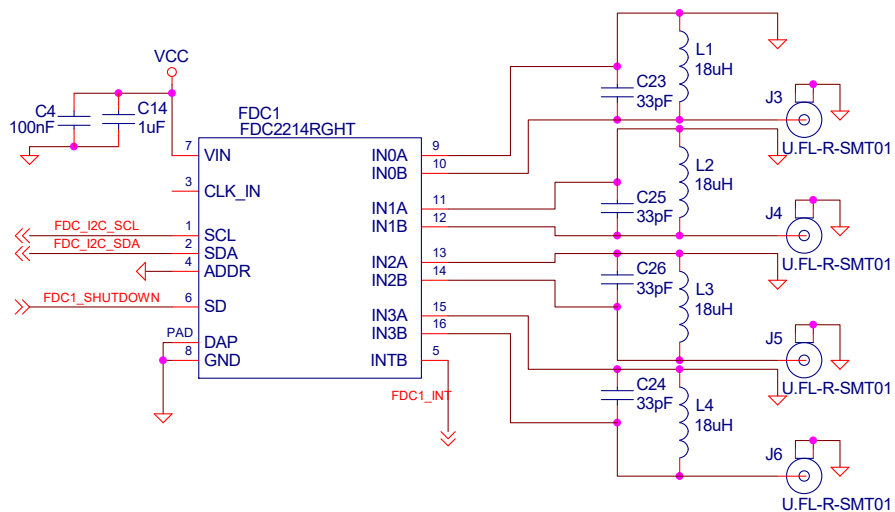 VCC
C4
100nF
C14
1uF
FDC1
FDC2214RGHT
7
VIN
3
CLK_IN
FDC_I2C_SCL
1
SCL
FDC_I2C_SDA
2
SDA
4
ADDR
FDC1_SHUTDOWN
6
SD
PAD
DAP
8
GND
IN0A
9
IN0B
10
IN1A
11
IN1B
12
IN2A
13
IN2B
14
IN3A
15
IN3B
16
INTB
5
FDC1_INT
C23
33pF
L1
18uH
J3
U.FL-R-SMT01
C25
33pF
L2
18uH
J4
U.FL-R-SMT01
C26
33pF
L3
18uH
J5
U.FL-R-SMT01
C24
33pF
L4
18uH
J6
U.FL-R-SMT01